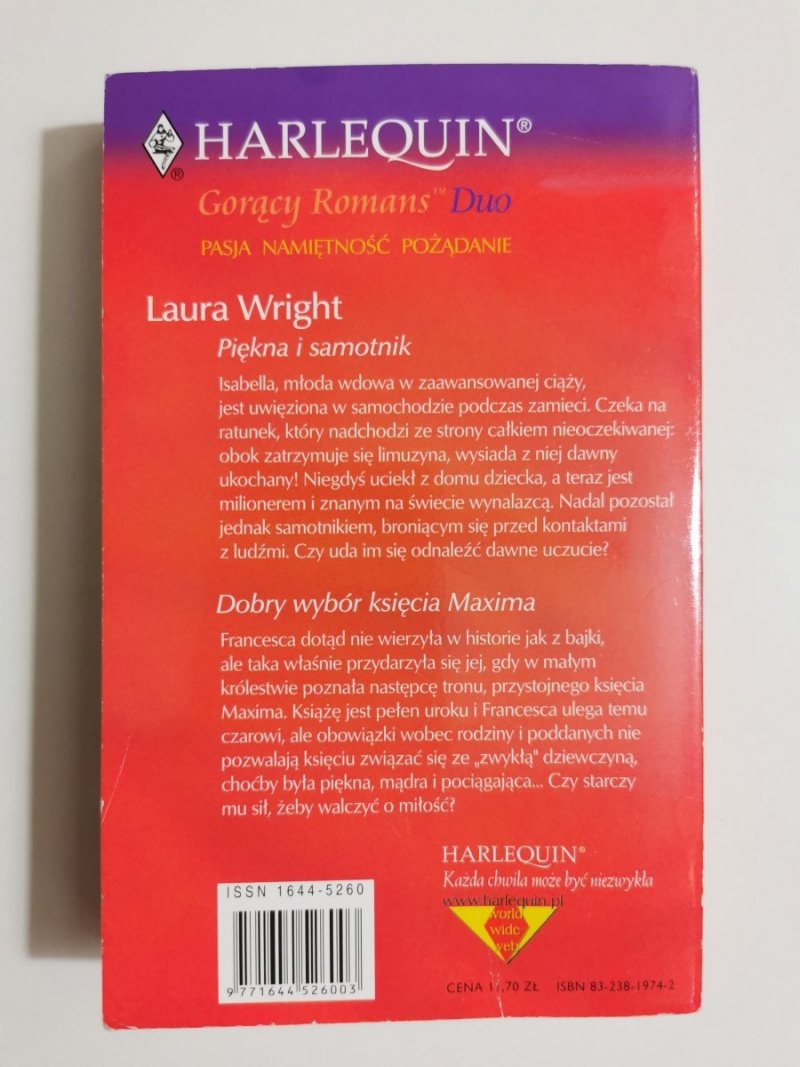 HARLEQUIN®
®
Gorący Romans™ Duo
PASJA NAMIĘTNOŚĆ POŻĄDANIE
Laura Wright
Piękna i samotnik
Isabella, młoda wdowa w zaawansowanej ciąży,
jest uwięziona w samochodzie podczas zamieci. Czeka na
ratunek, który nadchodzi ze strony całkiem nieoczekiwanej:
obok zatrzymuje się limuzyna, wysiada z niej dawny
ukochany! Niegdyś uciekł z domu dziecka, a teraz jest
milionerem i znanym na świecie wynalazcą. Nadal pozostał
jednak samotnikiem, broniącym się przed kontaktami
z ludźmi. Czy uda im się odnaleźć dawne uczucie?
Dobry wybór księcia Maxima
Francesca dotąd nie wierzyła w historie jak z bajki,
ale taka właśnie przydarzyła się jej, gdy w małym
królestwie poznała następcę tronu, przystojnego księcia
Maxima. Książę jest pełen uroku i Francesca ulega temu
czarowi, ale obowiązki wobec rodziny i poddanych nie
pozwalają księciu związać się ze „zwykłą" dziewczyną,
choćby była piękna, mądra i pociągająca... Czy starczy
mu sił, żeby walczyć o miłość?
HARLEQUIN®
Każda chwila może być niezwykła
www.harlequin.pl
world
wide
web
ISSN 1644-5260
9 771644 526003
CENA 11,70 ZŁ ISBN 83-238-1974-2